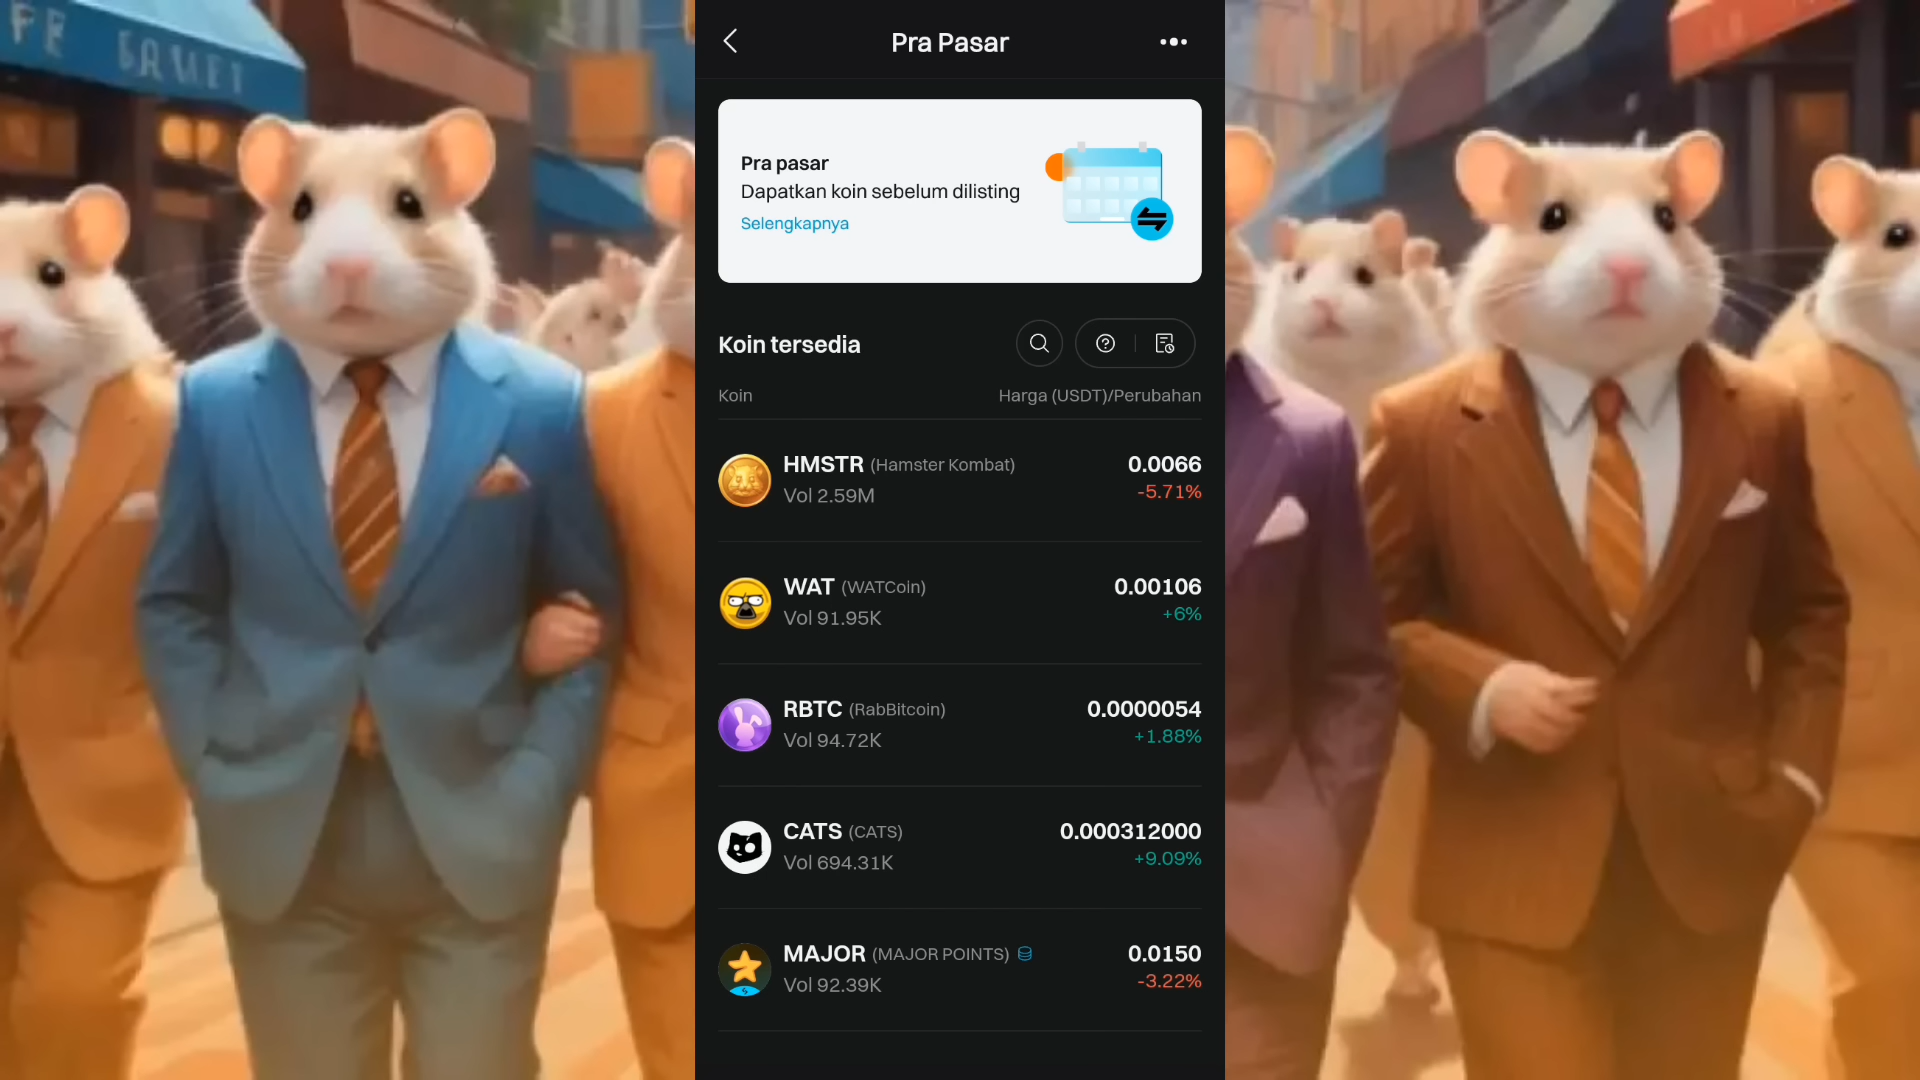 Pra Pasar
Pra pasar
Dapatkan koin sebelum dilisting
Selengkapnya
Koin tersedia
Koin Harga (USDT)/Perubahan
HMSTR (Hamster Kombat) 0.0066
Vol 2.59M -5.71%
WAT (WATCoin) 0.00106
Vol 91.95K +6%
RBTC (RabBitcoin) 0.0000054
Vol 94.72K +1.88%
CATS (CATS) 0.000312000
Vol 694.31K +9.09%
MAJOR (MAJOR POINTS) 0.0150
Vol 92.39K -3.22%